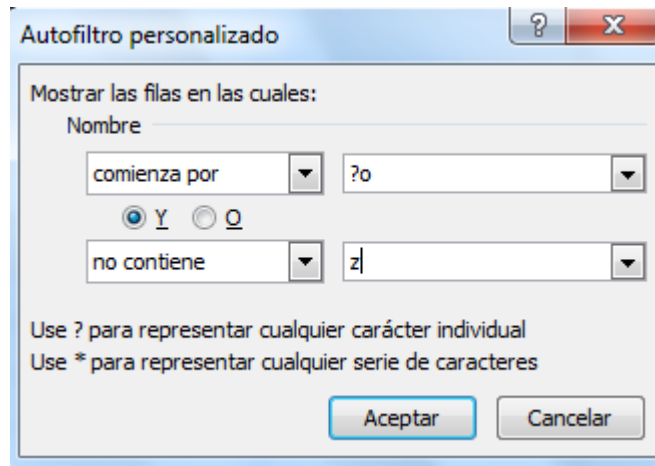 Autofiltro personalizado
Mostrar las filas en las cuales:
Nombre
comienza por ?o
Y O
no contiene z
Use ? para representar cualquier carácter individual
Use * para representar cualquier serie de caracteres
Aceptar Cancelar